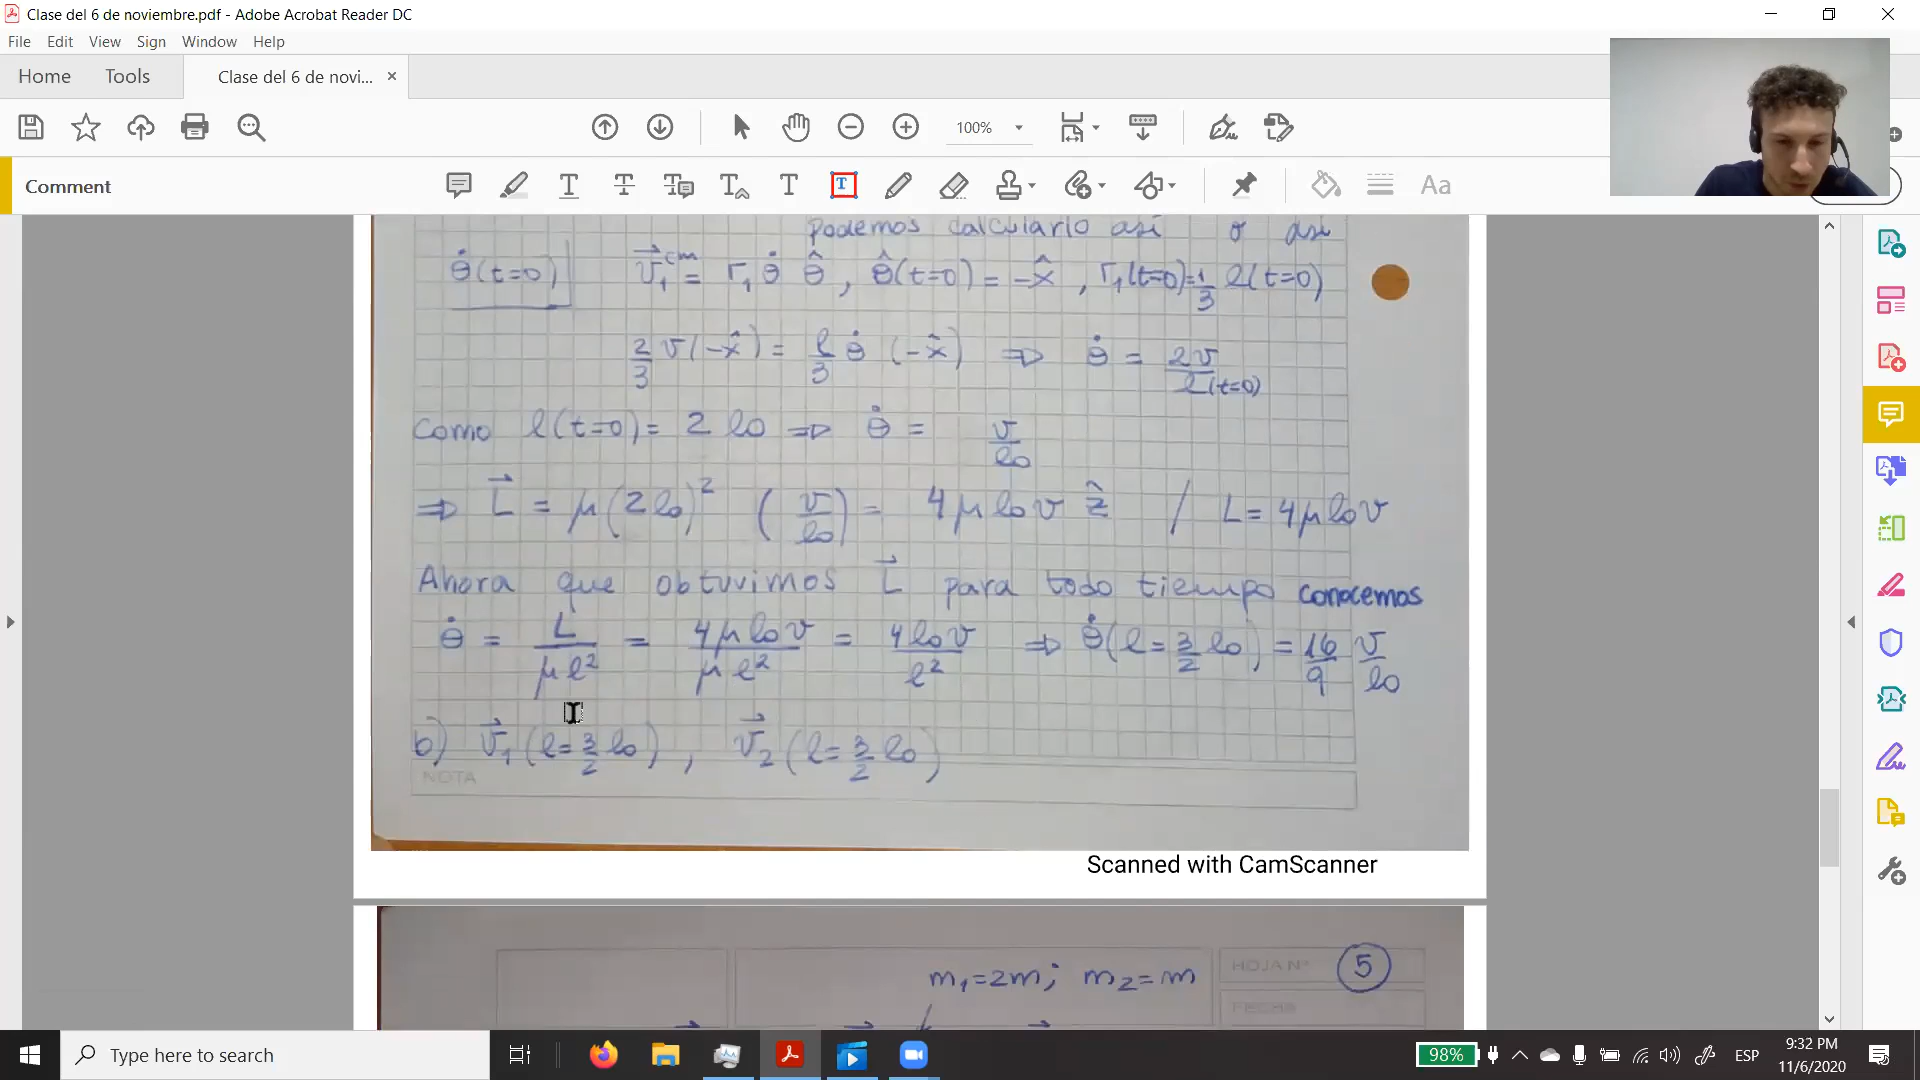 Clase del 6 de noviembre.pdf - Adobe Acrobat Reader DC
File Edit View Sign Window Help
Home Tools Clase del 6 de novi... ×
100%
Comment
Aa
Podemos calcularlo así o así
θ̇(t=0) v⃗₁ᶜᵐ = r₁ θ̇ θ̂ , θ̂(t=0) = -x̂ , r₁(t=0)=1/3 l(t=0)
2/3 v(-x̂) = l/3 θ̇ (-x̂) ⇒ θ̇ = 2v/l(t=0)
Como l(t=0) = 2 lo ⇒ θ̇ = v/lo
⇒ L⃗ = μ(2lo)² (v/lo) = 4μlov ẑ / L = 4μlov
Ahora que obtuvimos L⃗ para todo tiempo conocemos
θ̇ = L/μl² = 4μlov/μl² = 4lov/l² ⇒ θ̇(l=3/2 lo) = 16/9 v/lo
b) v⃗₁(l=3/2 lo) , v⃗₂(l=3/2 lo)
NOTA
Scanned with CamScanner
m₁=2m; m₂=m
HOJA Nº 5
FECHA
Type here to search
98%
ESP
9:32 PM
11/6/2020